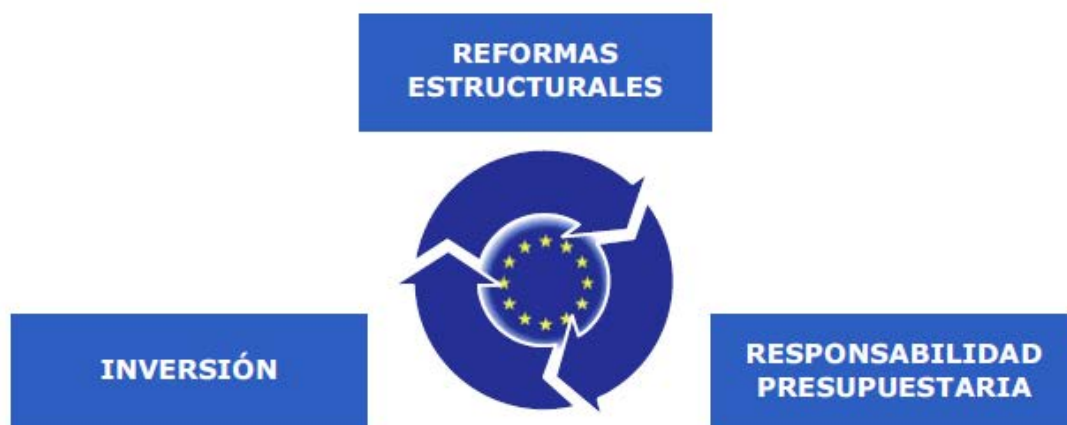 REFORMAS
ESTRUCTURALES
INVERSIÓN
RESPONSABILIDAD
PRESUPUESTARIA